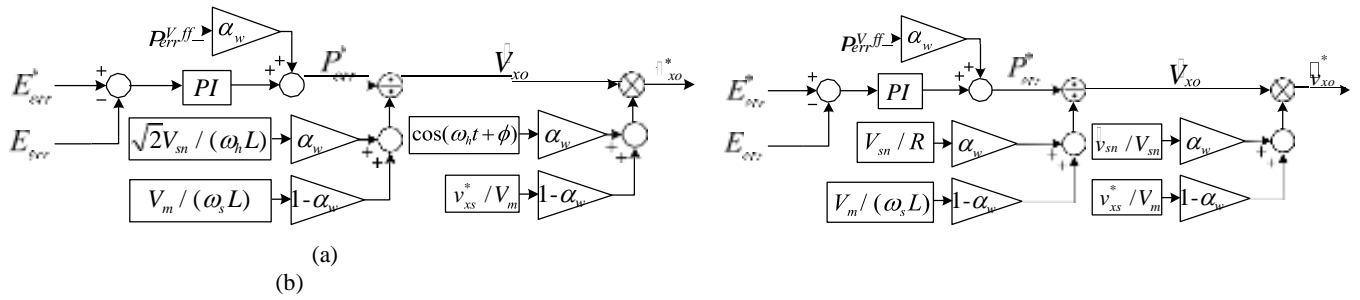 P_err^V_ff
α_w
E*_err
+
−
PI
+
+
P*_err
÷
V_xo
⊗
*_xo
E_err
√2V_sn / (ω_h L)
α_w
+
+
cos(ω_h t + φ)
α_w
+
+
V_m / (ω_s L)
1-α_w
v*_xs / V_m
1-α_w
(a)
(b)
P_err^V_ff
α_w
E*_err
+
−
PI
+
+
P*_err
÷
V_xo
⊗
v*_xo
E_err
V_sn / R
α_w
+
+
v_sn / V_sn
α_w
+
+
V_m / (ω_s L)
1-α_w
v*_xs / V_m
1-α_w